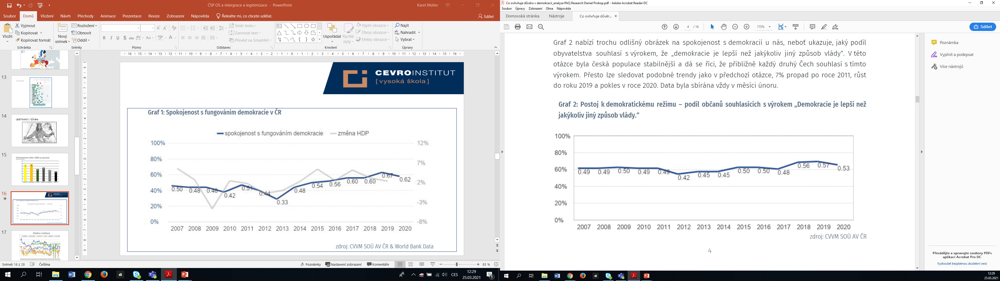 ČSP OS a intergrace a legitimizace - PowerPoint
Karel Müller
Soubor
Domů
Vložení
Návrh
Přechody
Animace
Prezentace
Revize
Zobrazení
Nápověda
Řekněte mi, co chcete udělat.
Sdílet
Vložit
Vyjmout
Kopírovat
Kopírovat formát
Schránka
Nový snímek
Rozložení
Obnovit
Oddíl
Snímky
Písmo
Směr textu
Zarovnat text
Převést na SmartArt
Odstavec
Uspořádat
Rychlé styly
Výplň obrazce
Obrys obrazce
Efekty obrazce
Kreslení
Najít
Nahradit
Vybrat
Úpravy
13
14
LEGITIMACY / Důvěra
15
Development after 1989 as positive
16
17
Důvěra v instituce
CEVROINSTITUT
[vysoká škola]
Graf 1: Spokojenost s fungováním demokracie v ČR
spokojenost s fungováním demokracie
změna HDP
100%
80%
60%
40%
20%
0%
12%
7%
2%
-3%
-8%
0.50 0.48 0.48 0.42 0.51 0.44 0.33 0.48 0.54 0.56 0.60 0.60 0.67 0.62
2007 2008 2009 2010 2011 2012 2013 2014 2015 2016 2017 2018 2019 2020
zdroj: CVVM SOÚ AV ČR & World Bank Data
Snímek 16 z 28
Čeština
Poznámky
Nastavení zobrazení
Komentáře
83 %
CES
12:29
25.03.2021
Co ovlivňuje důvěru v demokracii_analyza PAQ Research Daniel Prokop.pdf - Adobe Acrobat Reader DC
Soubor Úpravy Zobrazení Okna Nápověda
Domovská stránka
Nástroje
Co ovlivňuje důvěr...
4 / 14
173%
Sdílet
Graf 2 nabízí trochu odlišný obrázek na spokojenost s demokracií u nás, neboť ukazuje, jaký podíl
obyvatelstva souhlasí s výrokem, že „demokracie je lepší než jakýkoliv jiný způsob vlády“. V této
otázce byla česká populace stabilnější a dá se říci, že přibližně každý druhý Čech souhlasí s tímto
výrokem. Přesto lze sledovat podobné trendy jako v předchozí otázce, 7% propad po roce 2011, růst
do roku 2019 a pokles v roce 2020. Data byla sbírána vždy v měsíci únoru.
Graf 2: Postoj k demokratickému režimu – podíl občanů souhlasících s výrokem „Demokracie je lepší než
jakýkoliv jiný způsob vlády.“
100%
80%
60%
40%
20%
0%
0.49 0.49 0.50 0.49 0.49 0.42 0.45 0.45 0.50 0.50 0.48 0.56 0.57 0.53
2007 2008 2009 2010 2011 2012 2013 2014 2015 2016 2017 2018 2019 2020
zdroj: CVVM SOÚ AV ČR
4
Poznámka
Vyplnit a podepsat
Více nástrojů
Převádějte a upravujte soubory PDFs
aplikací Acrobat Pro DC
Vyzkoušet bezplatnou zkušební verzi
12:29
25.03.2021